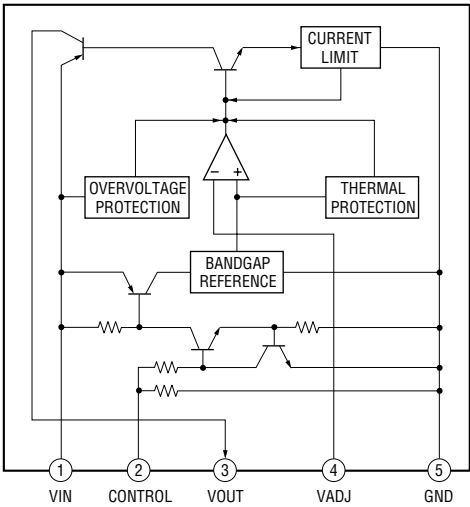 CURRENT
LIMIT
− +
OVERVOLTAGE
PROTECTION
THERMAL
PROTECTION
BANDGAP
REFERENCE
1 2 3 4 5
VIN CONTROL VOUT VADJ GND